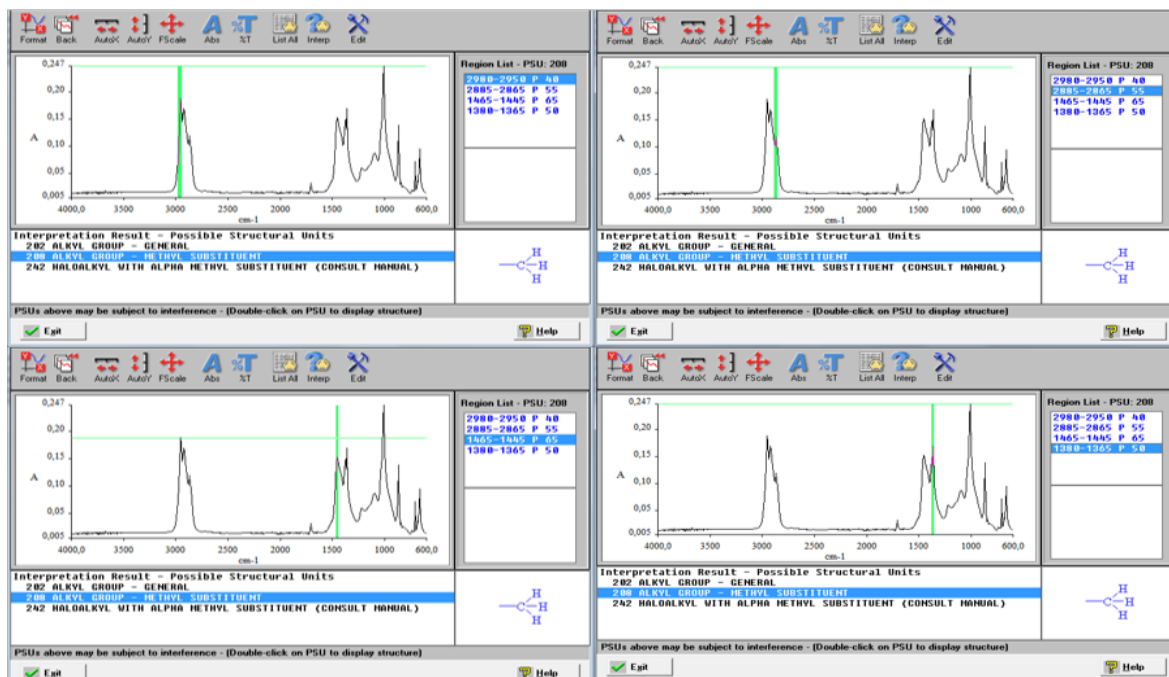 Format Back AutoX AutoY FScale Abs %T List All Interp Edit
0,247
0,20
0,15
A
0,10
0,05
0,005
4000,0 3500 3000 2500 2000 1500 1000 600,0
cm-1
Region List - PSU: 208
2980-2950 P 40
2885-2865 P 55
1465-1445 P 65
1380-1365 P 50
Interpretation Result - Possible Structural Units
202 ALKYL GROUP - GENERAL
208 ALKYL GROUP - METHYL SUBSTITUENT
242 HALOALKYL WITH ALPHA METHYL SUBSTITUENT (CONSULT MANUAL)
H
C H
H
PSUs above may be subject to interference - (Double-click on PSU to display structure)
Exit Help
Format Back AutoX AutoY FScale Abs %T List All Interp Edit
0,247
0,20
0,15
A
0,10
0,05
0,005
4000,0 3500 3000 2500 2000 1500 1000 600,0
cm-1
Region List - PSU: 208
2980-2950 P 40
2885-2865 P 55
1465-1445 P 65
1380-1365 P 50
Interpretation Result - Possible Structural Units
202 ALKYL GROUP - GENERAL
208 ALKYL GROUP - METHYL SUBSTITUENT
242 HALOALKYL WITH ALPHA METHYL SUBSTITUENT (CONSULT MANUAL)
H
C H
H
PSUs above may be subject to interference - (Double-click on PSU to display structure)
Exit Help
Format Back AutoX AutoY FScale Abs %T List All Interp Edit
0,247
0,20
0,15
A
0,10
0,05
0,005
4000,0 3500 3000 2500 2000 1500 1000 600,0
cm-1
Region List - PSU: 208
2980-2950 P 40
2885-2865 P 55
1465-1445 P 65
1380-1365 P 50
Interpretation Result - Possible Structural Units
202 ALKYL GROUP - GENERAL
208 ALKYL GROUP - METHYL SUBSTITUENT
242 HALOALKYL WITH ALPHA METHYL SUBSTITUENT (CONSULT MANUAL)
H
C H
H
PSUs above may be subject to interference - (Double-click on PSU to display structure)
Exit Help
Format Back AutoX AutoY FScale Abs %T List All Interp Edit
0,247
0,20
0,15
A
0,10
0,05
0,005
4000,0 3500 3000 2500 2000 1500 1000 600,0
cm-1
Region List - PSU: 208
2980-2950 P 40
2885-2865 P 55
1465-1445 P 65
1380-1365 P 50
Interpretation Result - Possible Structural Units
202 ALKYL GROUP - GENERAL
208 ALKYL GROUP - METHYL SUBSTITUENT
242 HALOALKYL WITH ALPHA METHYL SUBSTITUENT (CONSULT MANUAL)
H
C H
H
PSUs above may be subject to interference - (Double-click on PSU to display structure)
Exit Help